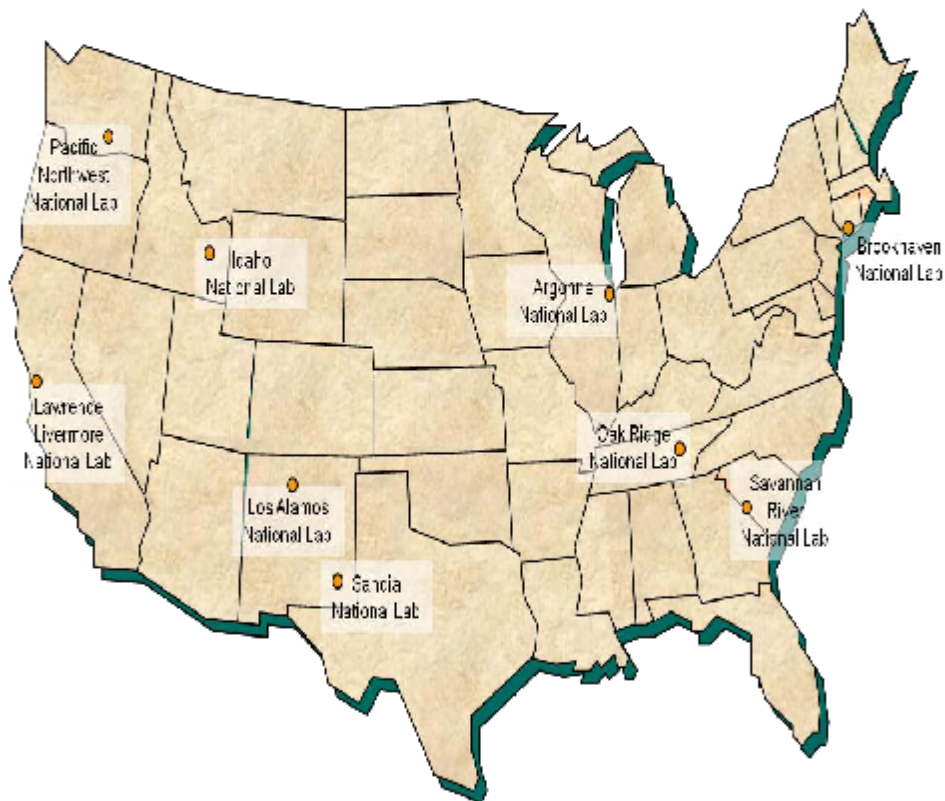 Pacific
Northwest
National Lab
Idaho
National Lab
Argonne
National Lab
Brookhaven
National Lab
Lawrence
Livermore
National Lab
Oak Ridge
National Lab
Los Alamos
National Lab
Savannah
River
National Lab
Sandia
National Lab